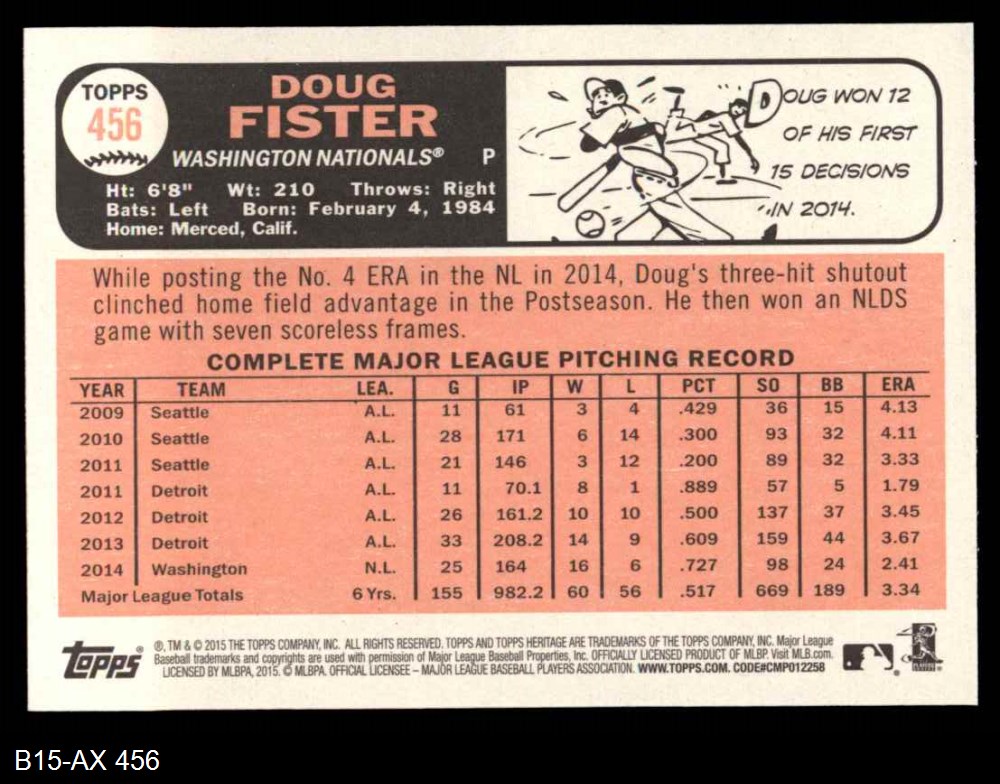 TOPPS
456
DOUG
FISTER
WASHINGTON NATIONALS® P
Ht: 6'8" Wt: 210 Throws: Right
Bats: Left Born: February 4, 1984
Home: Merced, Calif.
DOUG WON 12
OF HIS FIRST
15 DECISIONS
IN 2014.
While posting the No. 4 ERA in the NL in 2014, Doug's three-hit shutout
clinched home field advantage in the Postseason. He then won an NLDS
game with seven scoreless frames.
COMPLETE MAJOR LEAGUE PITCHING RECORD
YEAR TEAM LEA. G IP W L PCT SO BB ERA
2009 Seattle A.L. 11 61 3 4 .429 36 15 4.13
2010 Seattle A.L. 28 171 6 14 .300 93 32 4.11
2011 Seattle A.L. 21 146 3 12 .200 89 32 3.33
2011 Detroit A.L. 11 70.1 8 1 .889 57 5 1.79
2012 Detroit A.L. 26 161.2 10 10 .500 137 37 3.45
2013 Detroit A.L. 33 208.2 14 9 .609 159 44 3.67
2014 Washington N.L. 25 164 16 6 .727 98 24 2.41
Major League Totals 6 Yrs. 155 982.2 60 56 .517 669 189 3.34
Topps®
®, TM & © 2015 THE TOPPS COMPANY, INC. ALL RIGHTS RESERVED. TOPPS AND TOPPS HERITAGE ARE TRADEMARKS OF THE TOPPS COMPANY, INC. Major League
Baseball trademarks and copyrights are used with permission of Major League Baseball Properties, Inc. OFFICIALLY LICENSED PRODUCT OF MLBP. Visit MLB.com.
LICENSED BY MLBPA, 2015. © MLBPA. OFFICIAL LICENSEE – MAJOR LEAGUE BASEBALL PLAYERS ASSOCIATION. WWW.TOPPS.COM. CODE#CMP012258
B15-AX 456